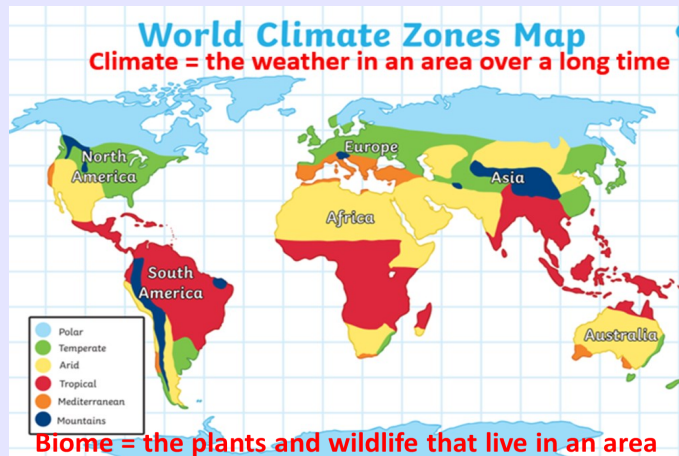 World Climate Zones Map
Climate = the weather in an area over a long time
North
America
Europe
Asia
Africa
South
America
Australia
Polar
Temperate
Arid
Tropical
Mediterranean
Mountains
Biome = the plants and wildlife that live in an area